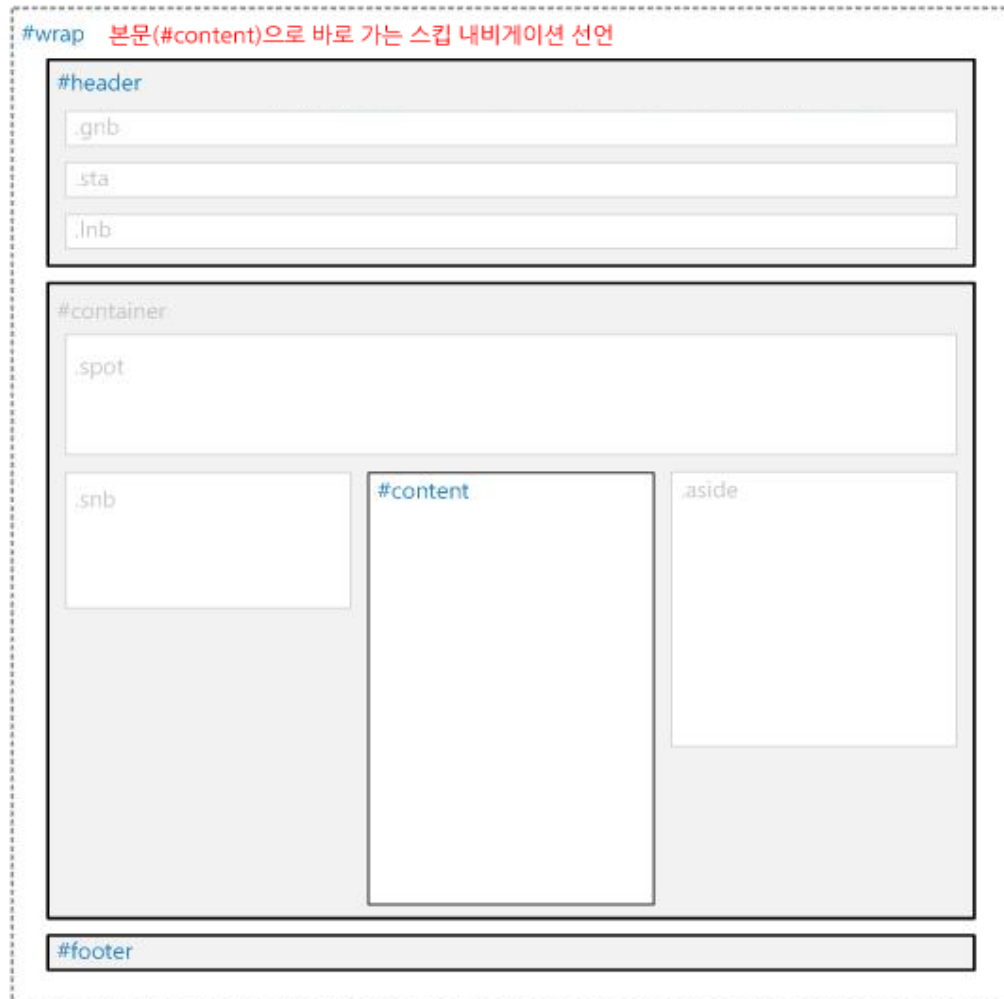 #wrap 본문(#content)으로 바로 가는 스킵 내비게이션 선언
#header
.gnb
.sta
.lnb
#container
.spot
.snb
#content
.aside
#footer